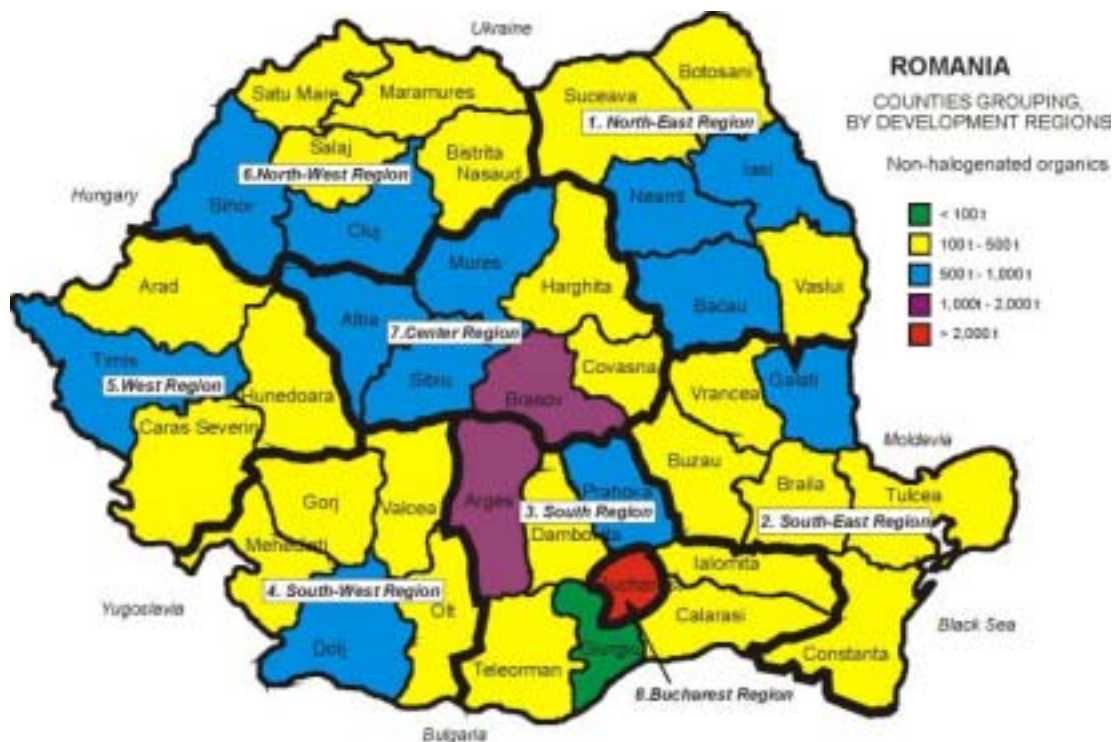 Ukraine
ROMANIA
COUNTIES GROUPING,
BY DEVELOPMENT REGIONS
Non-halogenated organics
< 100 t
100 t - 500 t
500 t - 1,000 t
1,000t - 2,000 t
> 2,000 t
Botosani
Satu Mare
Maramures
Suceava
1. North-East Region
Salaj
Bistrita
Nasaud
6.North-West Region
Iasi
Hungary
Bihor
Neamt
Cluj
Mures
Arad
Harghita
Vaslui
Bacau
Alba
7.Center Region
Timis
5.West Region
Sibiu
Covasna
Hunedoara
Brasov
Vrancea
Galati
Caras Severin
Moldavia
Buzau
Gorj
Valcea
Arges
Prahova
Braila
Tulcea
3. South Region
2. South-East Region
Dambovita
Mehedinti
Ialomita
4. South-West Region
Yugoslavia
Olt
Calarasi
Black Sea
Dolj
Giurgiu
Constanta
Teleorman
8.Bucharest Region
Bulgaria